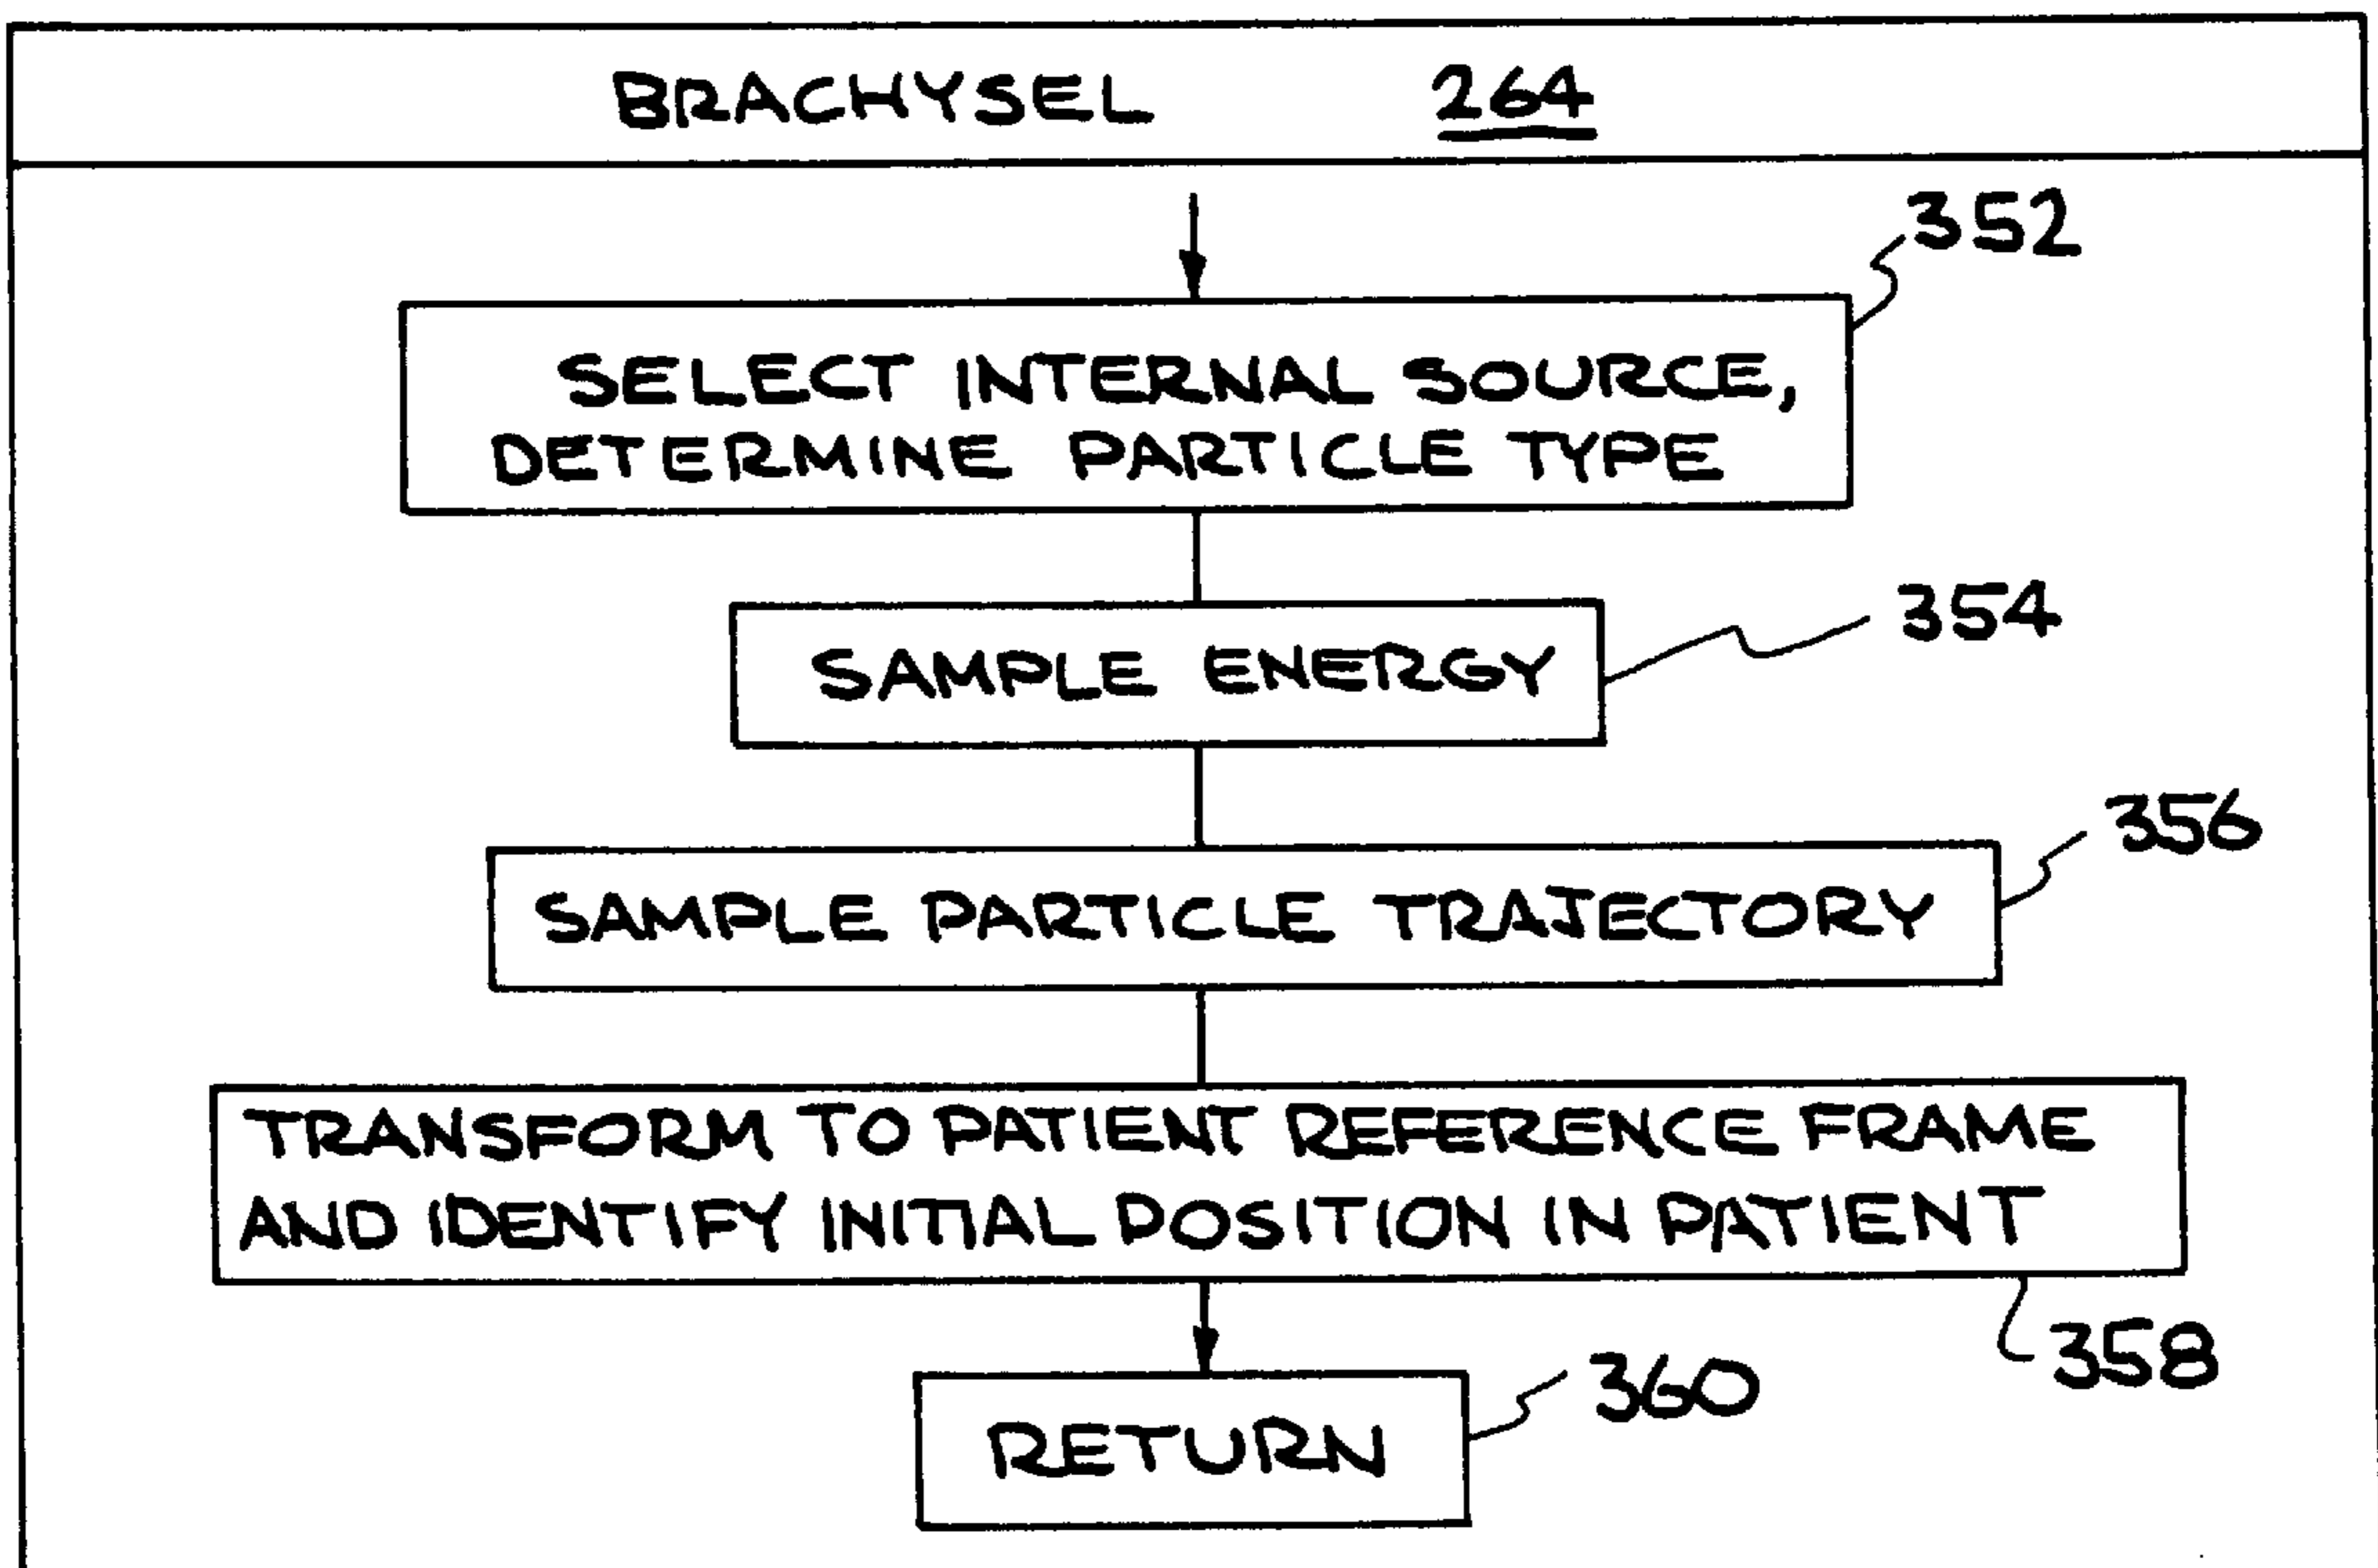 BRACHYSEL 264
352
SELECT INTERNAL SOURCE,
DETERMINE PARTICLE TYPE
354
SAMPLE ENERGY
356
SAMPLE PARTICLE TRAJECTORY
TRANSFORM TO PATIENT REFERENCE FRAME
AND IDENTIFY INITIAL POSITION IN PATIENT
358
360
RETURN